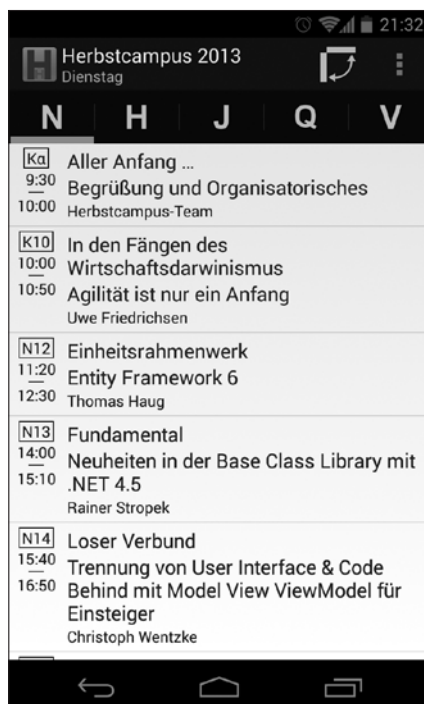 21:32
Herbstcampus 2013
Dienstag
N H J Q V
Ka Aller Anfang ...
9:30 Begrüßung und Organisatorisches
10:00 Herbstcampus-Team
K10 In den Fängen des
10:00 Wirtschaftsdarwinismus
10:50 Agilität ist nur ein Anfang
Uwe Friedrichsen
N12 Einheitsrahmenwerk
11:20 Entity Framework 6
12:30 Thomas Haug
N13 Fundamental
14:00 Neuheiten in der Base Class Library mit
15:10 .NET 4.5
Rainer Stropek
N14 Loser Verbund
15:40 Trennung von User Interface & Code
16:50 Behind mit Model View ViewModel für
Einsteiger
Christoph Wentzke